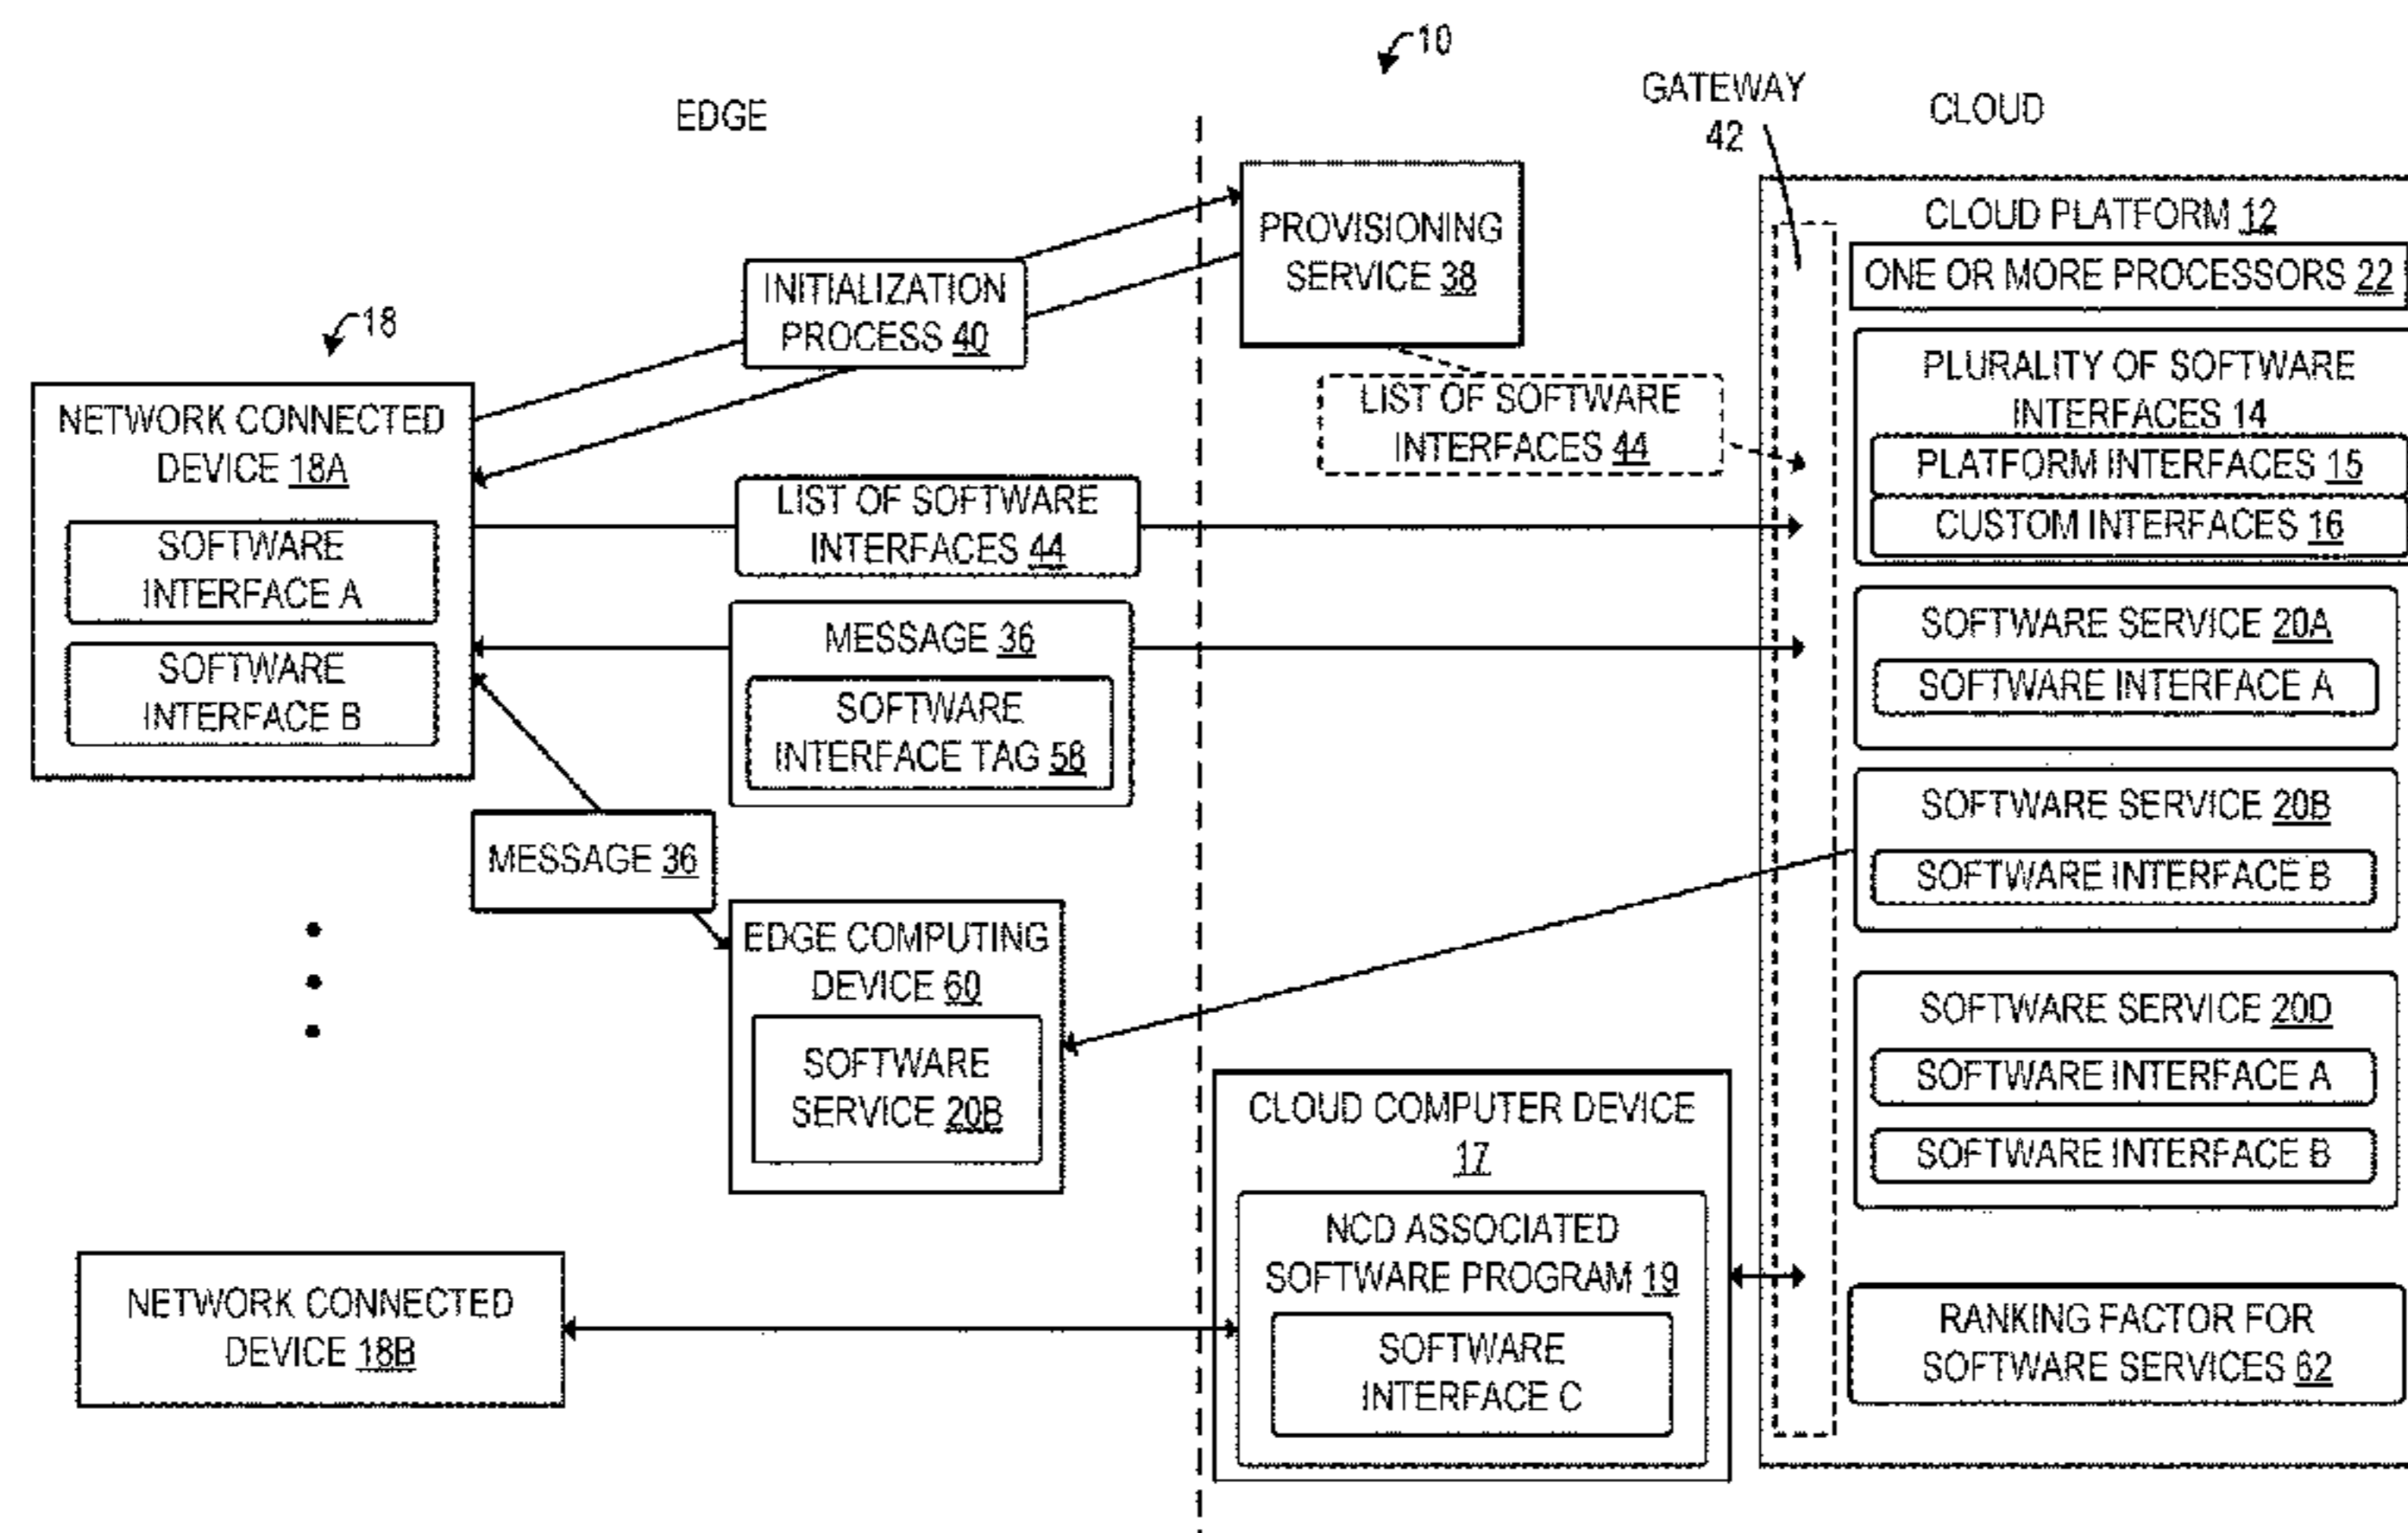 10
EDGE
GATEWAY
42
CLOUD
18
NETWORK CONNECTED
DEVICE 18A
SOFTWARE
INTERFACE A
SOFTWARE
INTERFACE B
INITIALIZATION
PROCESS 40
LIST OF SOFTWARE
INTERFACES 44
MESSAGE 36
SOFTWARE
INTERFACE TAG 58
MESSAGE 36
EDGE COMPUTING
DEVICE 60
SOFTWARE
SERVICE 20B
NETWORK CONNECTED
DEVICE 18B
PROVISIONING
SERVICE 38
LIST OF SOFTWARE
INTERFACES 44
CLOUD COMPUTER DEVICE
17
NCD ASSOCIATED
SOFTWARE PROGRAM 19
SOFTWARE
INTERFACE C
CLOUD PLATFORM 12
ONE OR MORE PROCESSORS 22
PLURALITY OF SOFTWARE
INTERFACES 14
PLATFORM INTERFACES 15
CUSTOM INTERFACES 16
SOFTWARE SERVICE 20A
SOFTWARE INTERFACE A
SOFTWARE SERVICE 20B
SOFTWARE INTERFACE B
SOFTWARE SERVICE 20D
SOFTWARE INTERFACE A
SOFTWARE INTERFACE B
RANKING FACTOR FOR
SOFTWARE SERVICES 62